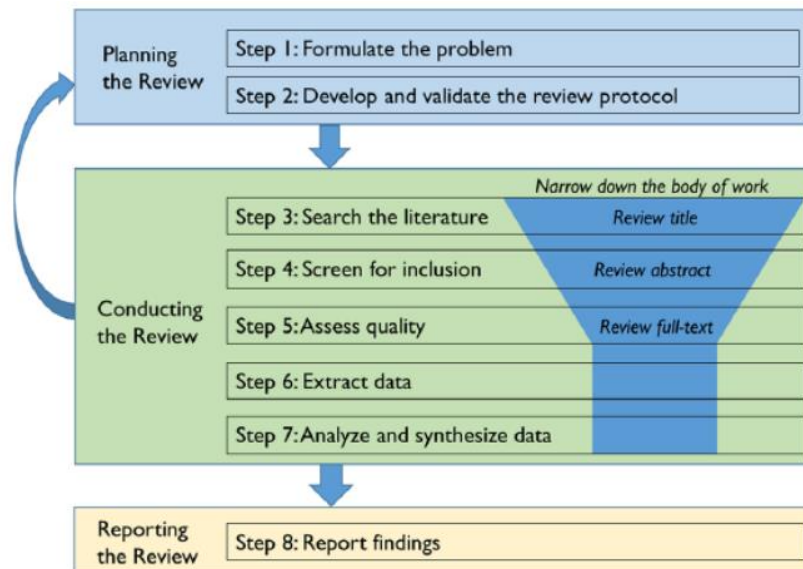 Planning
the Review
Step 1: Formulate the problem
Step 2: Develop and validate the review protocol
Conducting
the Review
Narrow down the body of work
Step 3: Search the literature
Review title
Step 4: Screen for inclusion
Review abstract
Step 5: Assess quality
Review full-text
Step 6: Extract data
Step 7: Analyze and synthesize data
Reporting
the Review
Step 8: Report findings